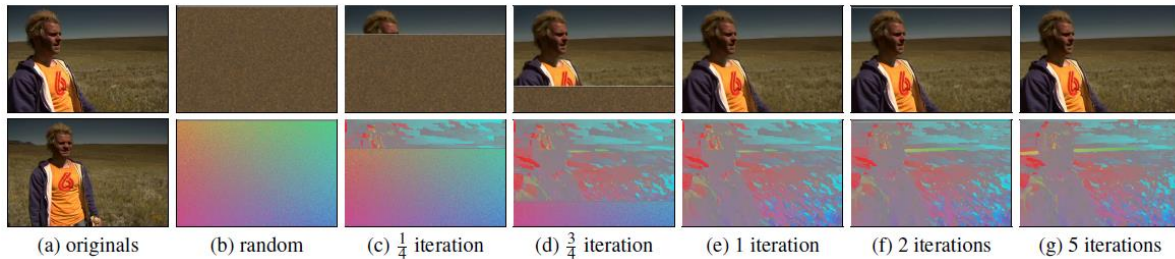 (a) originals
(b) random
(c) 1/4 iteration
(d) 3/4 iteration
(e) 1 iteration
(f) 2 iterations
(g) 5 iterations